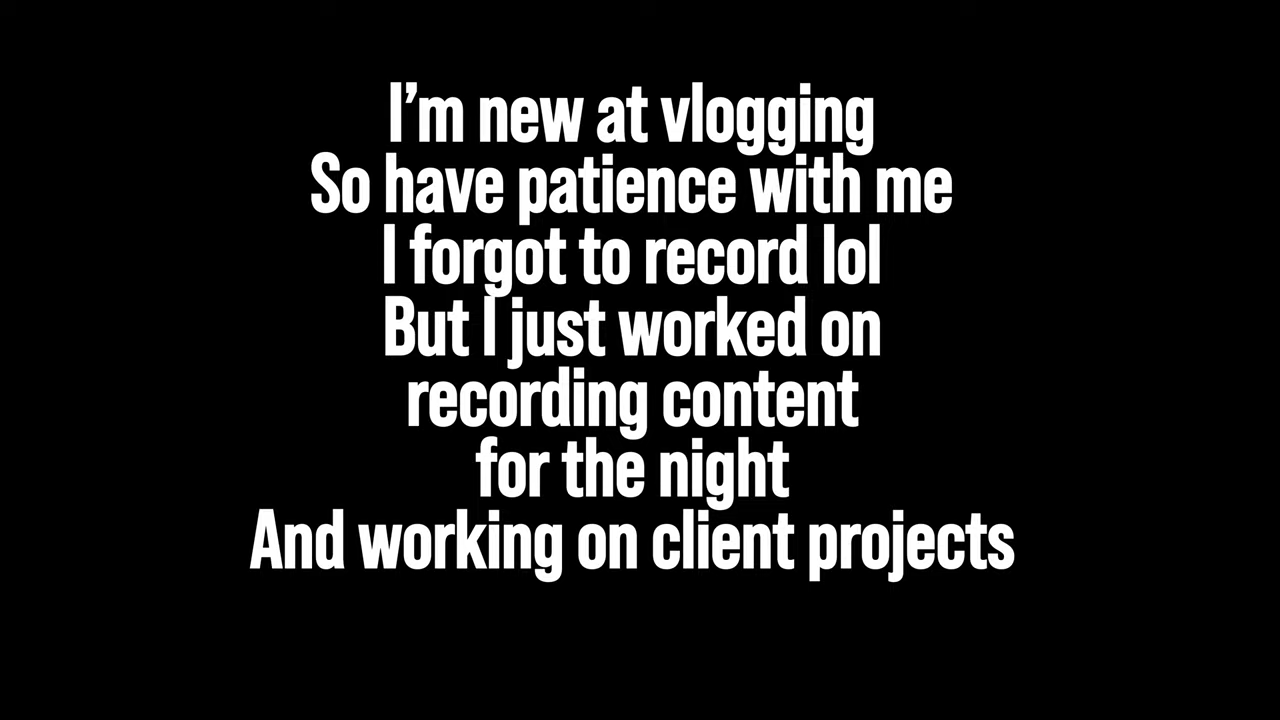 I'm new at vlogging
So have patience with me
I forgot to record lol
But I just worked on
recording content
for the night
And working on client projects